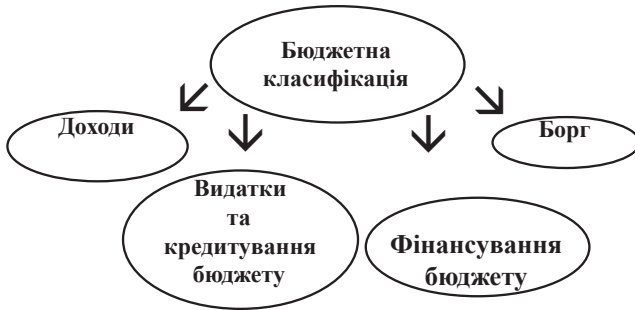 Бюджетна
класифікація
Доходи
Борг
Видатки
та
кредитування
бюджету
Фінансування
бюджету